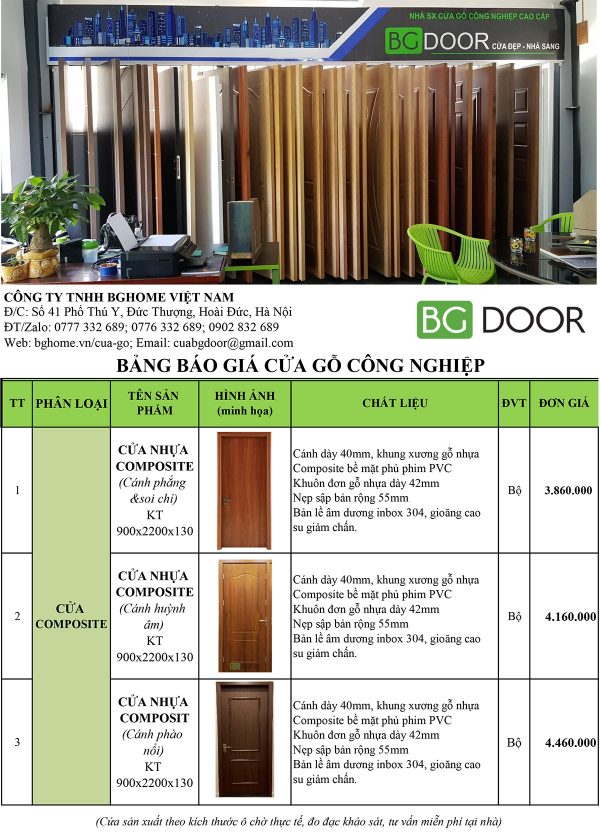 NHÀ SX CỬA GỖ CÔNG NGHIỆP CAO CẤP
BG DOOR CỬA ĐẸP - NHÀ SANG
CÔNG TY TNHH BGHOME VIỆT NAM
Đ/C: Số 41 Phố Thú Y, Đức Thượng, Hoài Đức, Hà Nội
ĐT/Zalo: 0777 332 689; 0776 332 689; 0902 832 689
Web: bghome.vn/cua-go; Email: cuabgdoor@gmail.com
BG DOOR
BẢNG BÁO GIÁ CỬA GỖ CÔNG NGHIỆP
TT PHÂN LOẠI TÊN SẢN PHẨM HÌNH ẢNH (minh họa) CHẤT LIỆU ĐVT ĐƠN GIÁ
CỬA COMPOSITE
1
CỬA NHỰA
COMPOSITE
(Cánh phẳng
&soi chỉ)
KT
900x2200x130
Cánh dày 40mm, khung xương gỗ nhựa
Composite bề mặt phủ phim PVC
Khuôn đơn gỗ nhựa dày 42mm
Nẹp sập bản rộng 55mm
Bản lề âm dương inbox 304, gioăng cao
su giảm chấn.
Bộ
3.860.000
2
CỬA NHỰA
COMPOSITE
(Cánh huỳnh
âm)
KT
900x2200x130
BG DOOR
Cánh dày 40mm, khung xương gỗ nhựa
Composite bề mặt phủ phim PVC
Khuôn đơn gỗ nhựa dày 42mm
Nẹp sập bản rộng 55mm
Bản lề âm dương inbox 304, gioăng cao
su giảm chấn.
Bộ
4.160.000
3
CỬA NHỰA
COMPOSIT
(Cánh phào
nổi)
KT
900x2200x130
Cánh dày 40mm, khung xương gỗ nhựa
Composite bề mặt phủ phim PVC
Khuôn đơn gỗ nhựa dày 42mm
Nẹp sập bản rộng 55mm
Bản lề âm dương inbox 304, gioăng cao
su giảm chấn.
Bộ
4.460.000
(Cửa sản xuất theo kích thước ô chờ thực tế, đo đạc khảo sát, tư vấn miễn phí tại nhà)